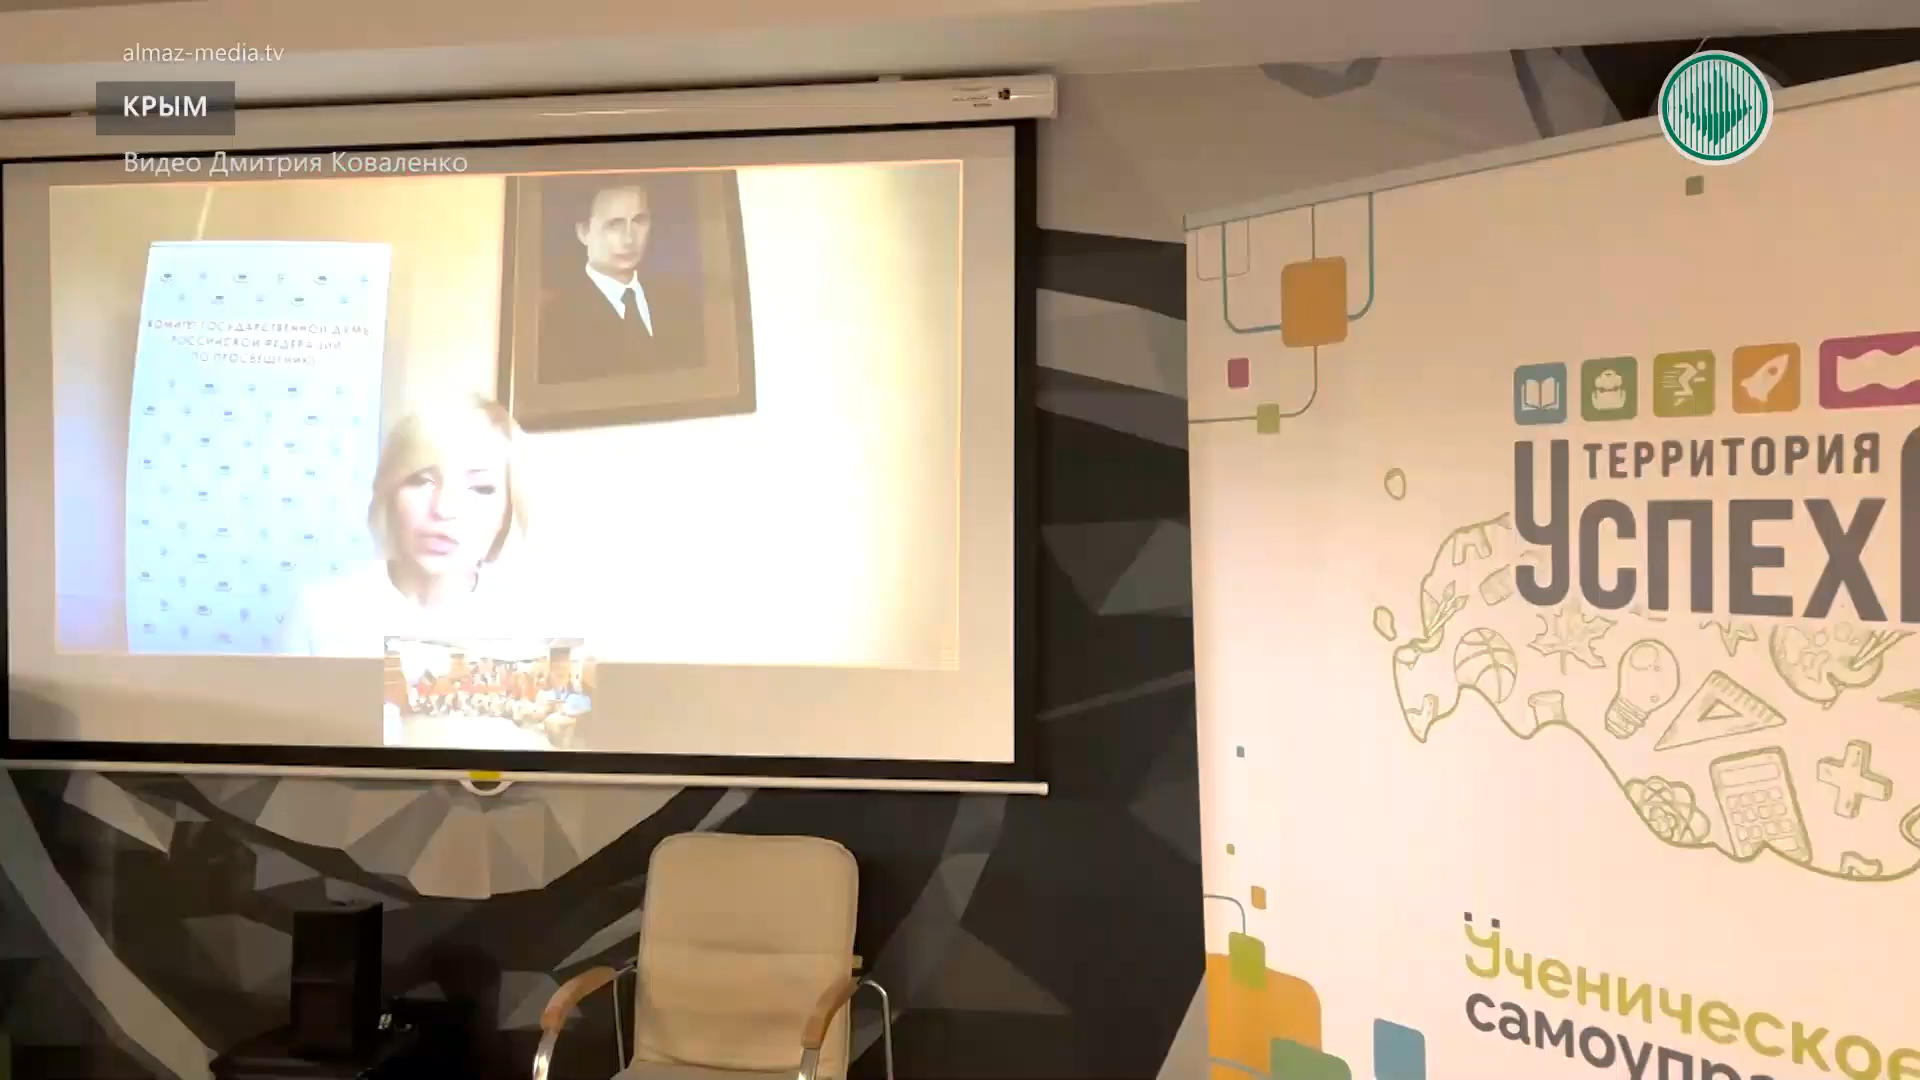 almaz-media.tv
КРЫМ
Видео Дмитрия Коваленко
КОМИТЕТ ГОСУДАРСТВЕННОЙ ДУМЫ
РОССИЙСКОЙ ФЕДЕРАЦИИ
ПО ПРОСВЕЩЕНИЮ
ТЕРРИТОРИЯ
УСПЕХ
Ученическое
самоупра